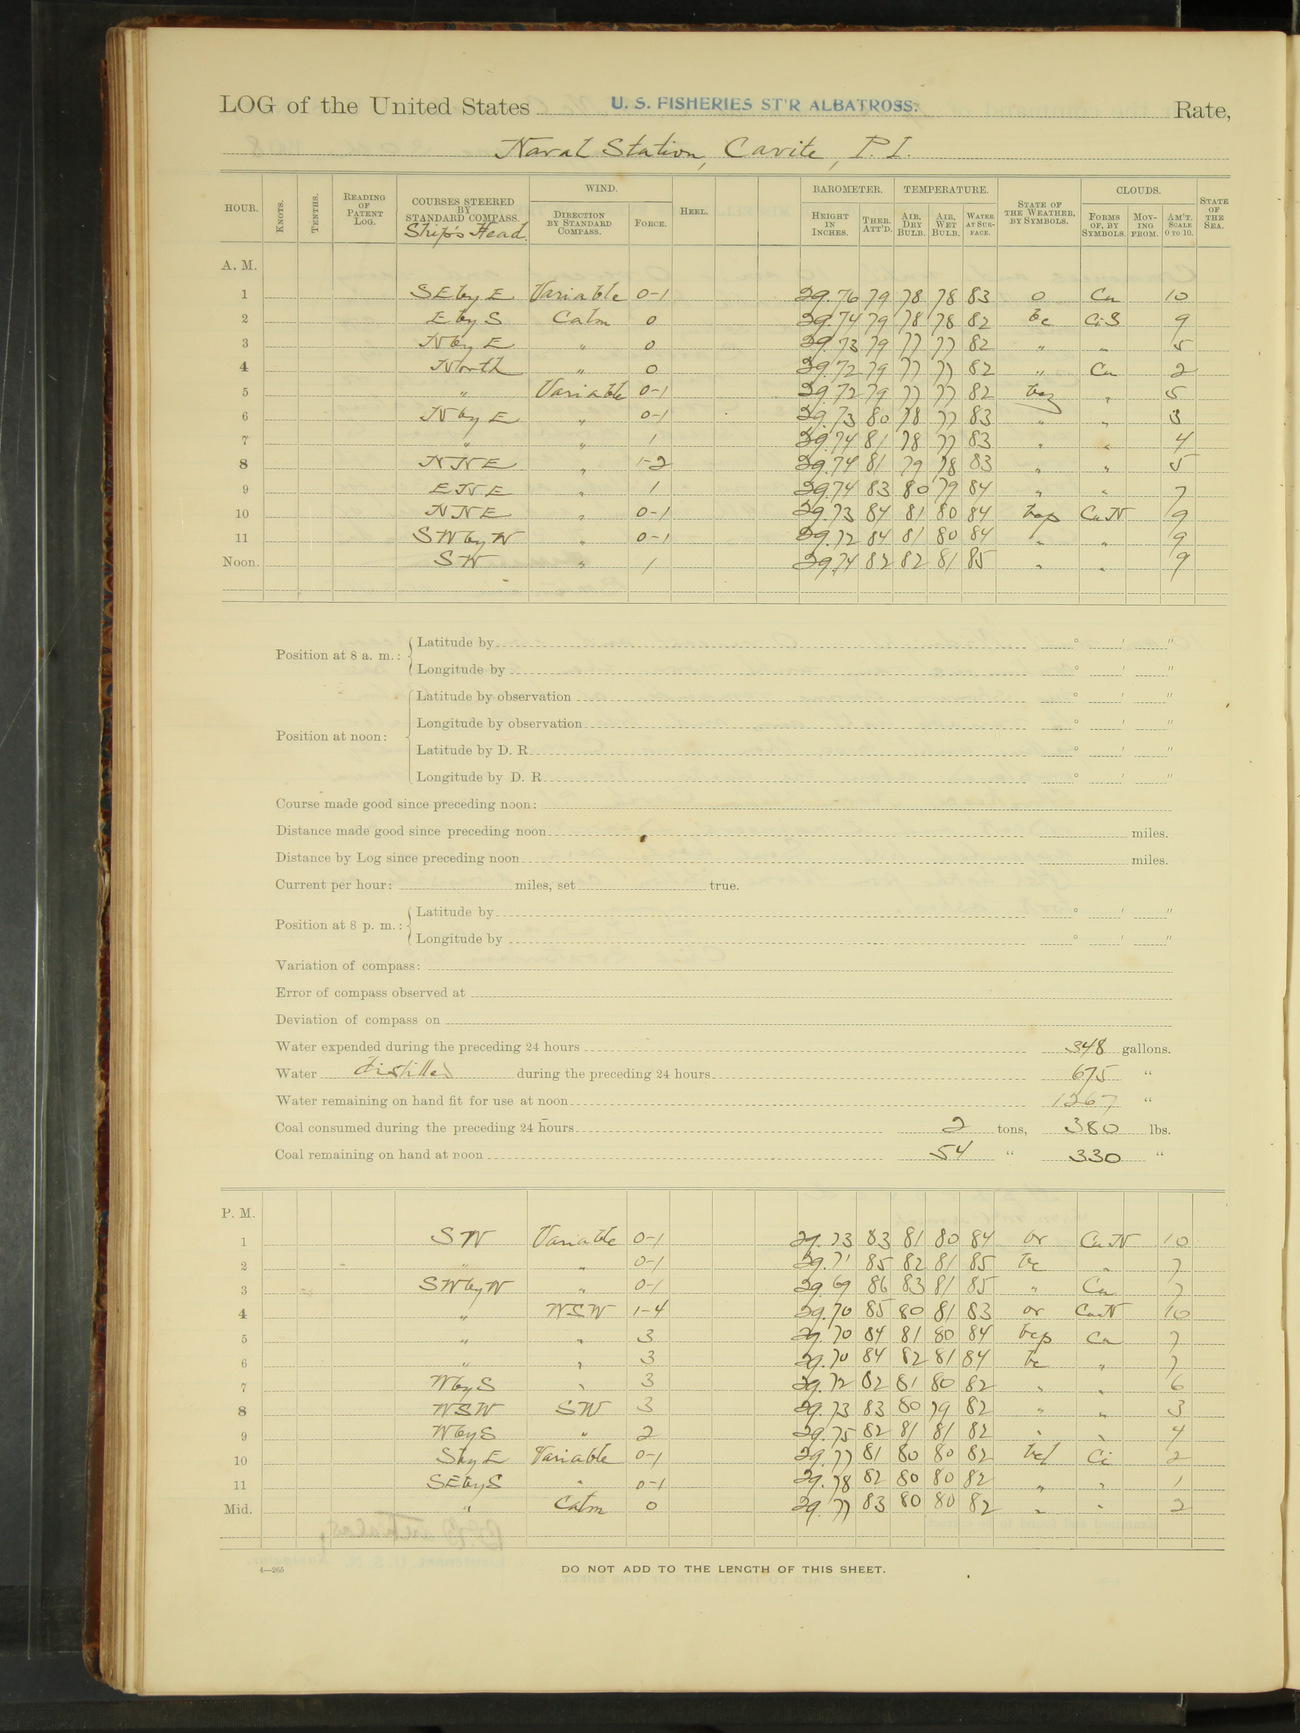 LOG of the United States U. S. FISHERIES ST'R ALBATROSS. Rate,
Naval Station, Cavite, P.I.
HOUR. KNOTS. TENTHS. READING OF PATENT LOG. COURSES STEERED BY STANDARD COMPASS. Ship's Head. WIND. DIRECTION BY STANDARD COMPASS. FORCE. HEEL. BAROMETER. HEIGHT IN INCHES. THER. ATT'D. TEMPERATURE. AIR, DRY BULB. AIR, WET BULB. WATER AT SURFACE. STATE OF THE WEATHER, BY SYMBOLS. CLOUDS. FORMS OF, BY SYMBOLS. MOVING FROM. AM'T. SCALE 0 TO 10. STATE OF THE SEA.
A. M.
1 SE by E Variable 0-1 29.76 79 78 78 83 o Cu 10
2 E by S Calm 0 29.74 79 78 78 82 bc CiS 9
3 N by E " 0 29.73 79 77 77 82 " " 5
4 North " 0 29.72 79 77 77 82 " Cu 2
5 " Variable 0-1 29.72 79 77 77 82 bcz " 5
6 N by E " 0-1 29.73 80 78 77 83 " " 3
7 " " 1 29.74 81 78 77 83 " " 4
8 NNE " 1-2 29.74 81 79 78 83 " " 5
9 ENE " 1 29.74 83 80 79 84 " " 7
10 NNE " 0-1 29.73 84 81 80 84 bcp CuN 9
11 SW by W " 0-1 29.72 84 81 80 84 " " 9
Noon. SW " 1 29.74 82 82 81 85 " " 9
Position at 8 a. m.: Latitude by ° ' "
Longitude by ° ' "
Position at noon: Latitude by observation ° ' "
Longitude by observation ° ' "
Latitude by D. R. ° ' "
Longitude by D. R. ° ' "
Course made good since preceding noon:
Distance made good since preceding noon miles.
Distance by Log since preceding noon miles.
Current per hour: miles, set true.
Position at 8 p. m.: Latitude by ° ' "
Longitude by ° ' "
Variation of compass:
Error of compass observed at
Deviation of compass on
Water expended during the preceding 24 hours 348 gallons.
Water distilled during the preceding 24 hours 675 "
Water remaining on hand fit for use at noon 1267 "
Coal consumed during the preceding 24 hours 2 tons, 380 lbs.
Coal remaining on hand at noon 54 " 330 "
P. M.
1 SW Variable 0-1 29.73 83 81 80 84 or CuN 10
2 " " 0-1 29.71 85 82 81 85 bc " 7
3 SW by W " 0-1 29.69 86 83 81 85 " Cu 7
4 " WSW 1-4 29.70 85 80 81 83 or CuN 10
5 " " 3 29.70 84 81 80 84 bcp Cu 7
6 " " 3 29.70 84 82 81 84 bc " 7
7 W by S " 3 29.72 82 81 80 82 " " 6
8 WSW SW 3 29.73 83 80 79 82 " " 3
9 W by S " 2 29.75 82 81 81 82 " " 4
10 S by E Variable 0-1 29.77 81 80 80 82 bcl Ci 2
11 SE by S " 0-1 29.78 82 80 80 82 " " 1
Mid. " Calm 0 29.77 83 80 80 82 " " 2
4—265 DO NOT ADD TO THE LENGTH OF THIS SHEET.